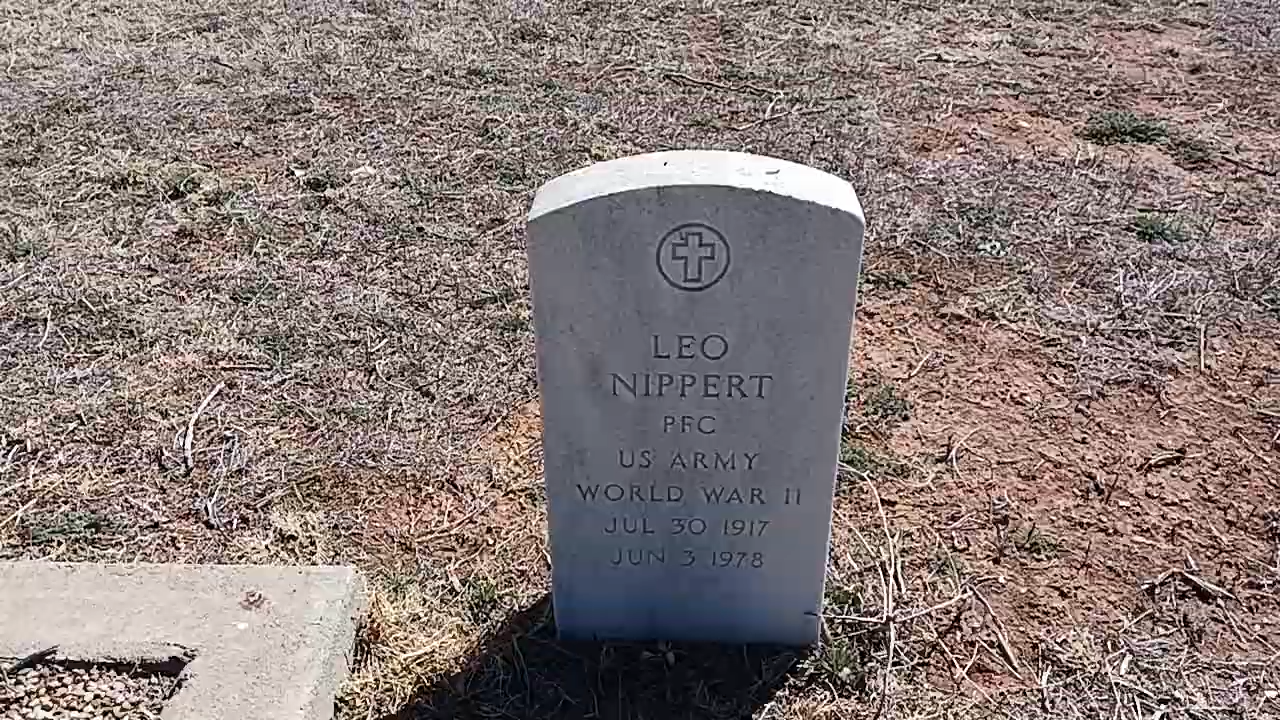 LEO
NIPPERT
PFC
US ARMY
WORLD WAR II
JUL 30 1917
JUN 3 1978